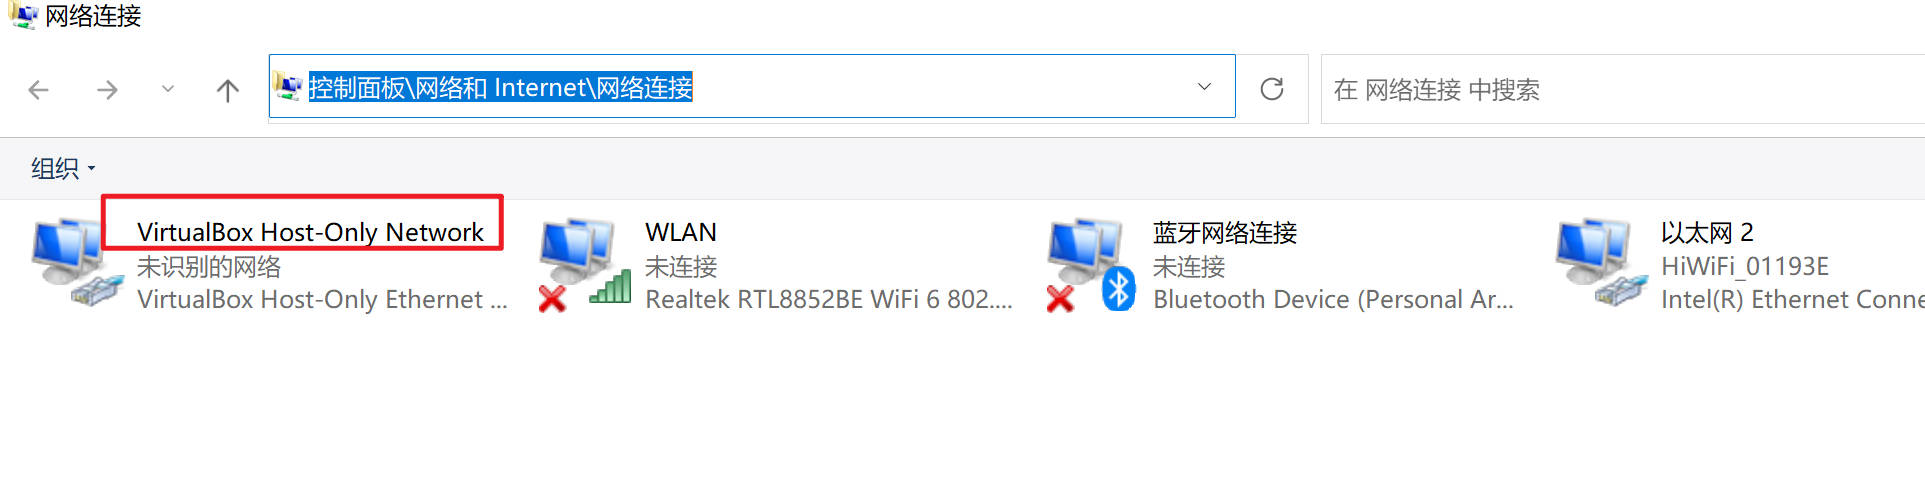 网络连接
控制面板\网络和 Internet\网络连接
在 网络连接 中搜索
组织
VirtualBox Host-Only Network
未识别的网络
VirtualBox Host-Only Ethernet ...
WLAN
未连接
Realtek RTL8852BE WiFi 6 802....
蓝牙网络连接
未连接
Bluetooth Device (Personal Ar...
以太网 2
HiWiFi_01193E
Intel(R) Ethernet Conne